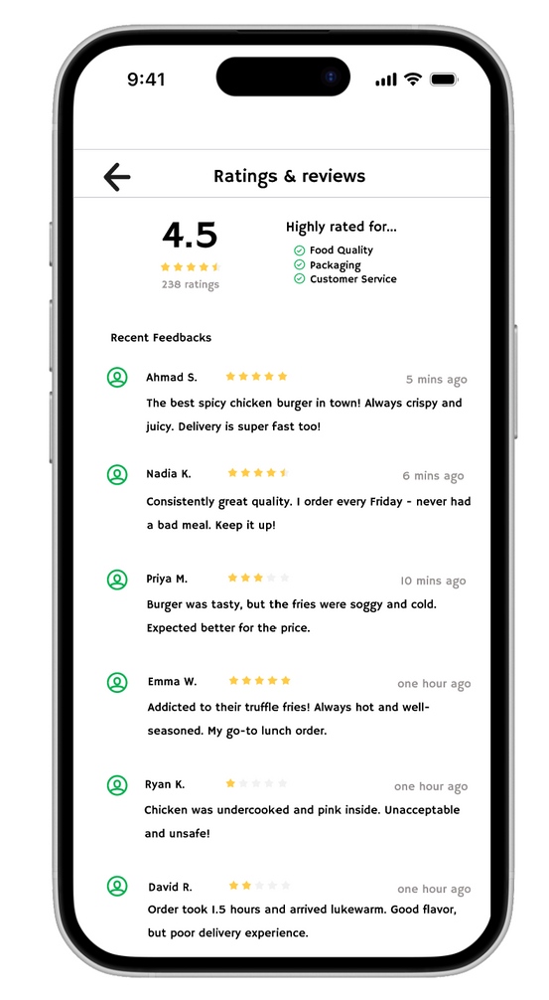 9:41
Ratings & reviews
4.5
238 ratings
Highly rated for...
Food Quality
Packaging
Customer Service
Recent Feedbacks
Ahmad S.
5 mins ago
The best spicy chicken burger in town! Always crispy and
juicy. Delivery is super fast too!
Nadia K.
6 mins ago
Consistently great quality. I order every Friday - never had
a bad meal. Keep it up!
Priya M.
10 mins ago
Burger was tasty, but the fries were soggy and cold.
Expected better for the price.
Emma W.
one hour ago
Addicted to their truffle fries! Always hot and well-
seasoned. My go-to lunch order.
Ryan K.
one hour ago
Chicken was undercooked and pink inside. Unacceptable
and unsafe!
David R.
one hour ago
Order took 1.5 hours and arrived lukewarm. Good flavor,
but poor delivery experience.